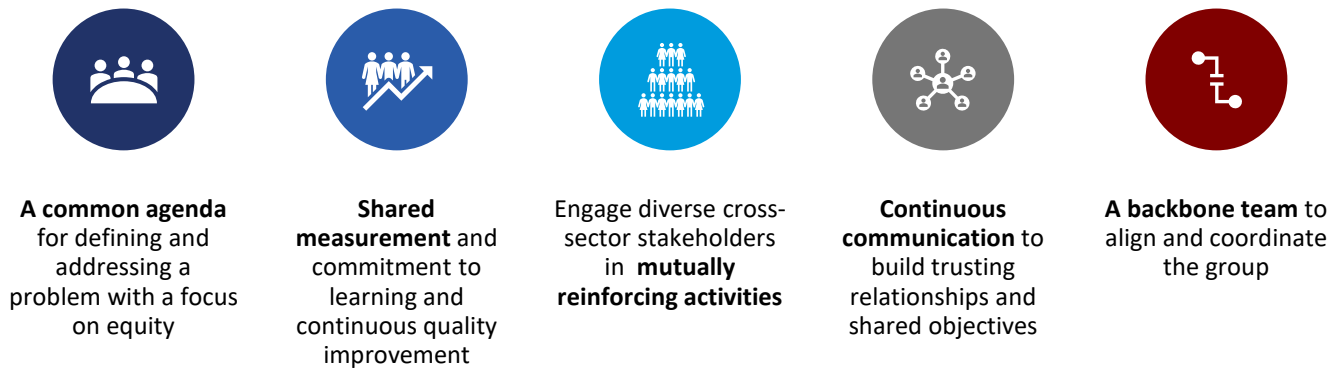 A common agenda
for defining and
addressing a
problem with a focus
on equity
Shared
measurement and
commitment to
learning and
continuous quality
improvement
Engage diverse cross-
sector stakeholders
in mutually
reinforcing activities
Continuous
communication to
build trusting
relationships and
shared objectives
A backbone team to
align and coordinate
the group